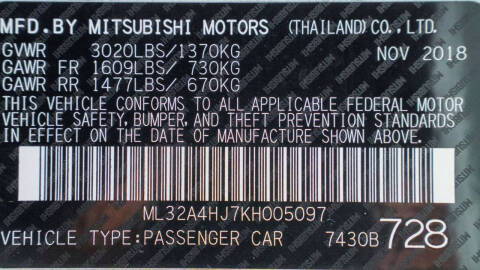 MFD.BY MITSUBISHI MOTORS (THAILAND)CO.,LTD.
GVWR 3020LBS/1370KG NOV 2018
GAWR FR 1609LBS/ 730KG
GAWR RR 1477LBS/ 670KG
THIS VEHICLE CONFORMS TO ALL APPLICABLE FEDERAL MOTOR
VEHICLE SAFETY, BUMPER, AND THEFT PREVENTION STANDARDS
IN EFFECT ON THE DATE OF MANUFACTURE SHOWN ABOVE.
ML32A4HJ7KH005097
VEHICLE TYPE:PASSENGER CAR 7430B 728